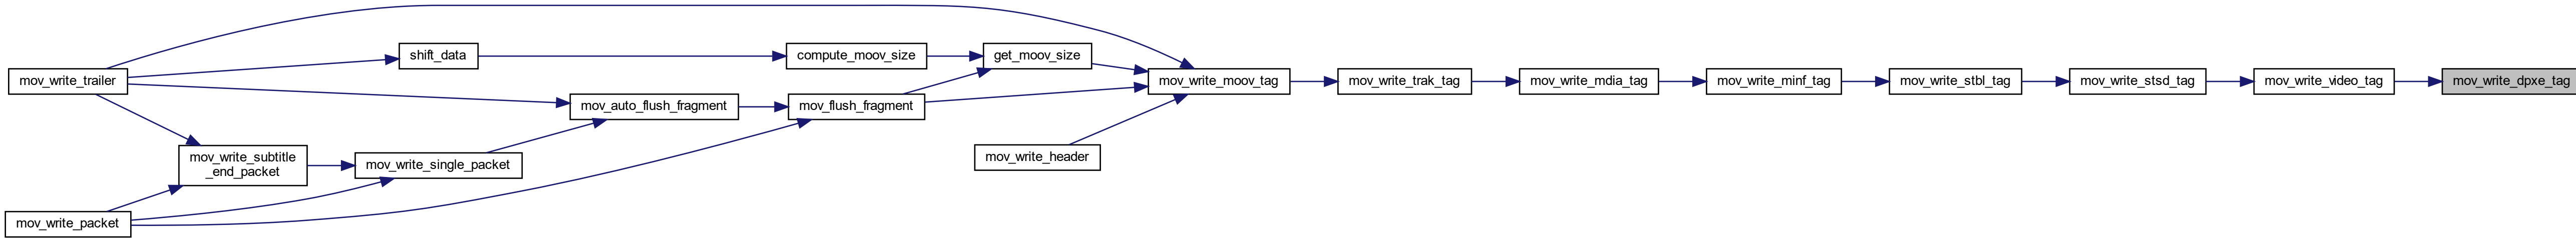 mov_write_trailer
shift_data
compute_moov_size
get_moov_size
mov_write_moov_tag
mov_write_trak_tag
mov_write_mdia_tag
mov_write_minf_tag
mov_write_stbl_tag
mov_write_stsd_tag
mov_write_video_tag
mov_write_dpxe_tag
mov_auto_flush_fragment
mov_flush_fragment
mov_write_subtitle
_end_packet
mov_write_single_packet
mov_write_header
mov_write_packet